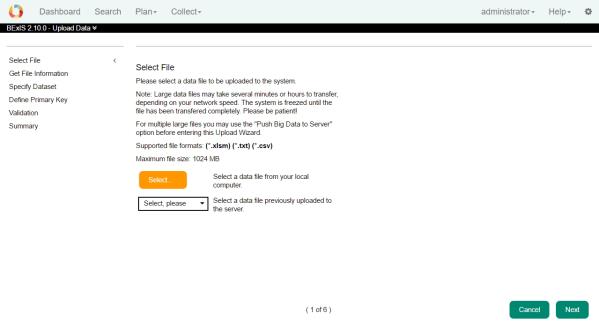 Dashboard Search Plan Collect administrator Help
BExIS 2.10.0 - Upload Data
Select File
Get File Information
Specify Dataset
Define Primary Key
Validation
Summary
Select File
Please select a data file to be uploaded to the system.
Note: Large data files may take several minutes or hours to transfer,
depending on your network speed. The system is freezed until the
file has been transfered completely. Please be patient!
For multiple large files you may use the "Push Big Data to Server"
option before entering this Upload Wizard.
Supported file formats: (*.xlsm) (*.txt) (*.csv)
Maximum file size: 1024 MB
Select... Select a data file from your local
computer.
Select, please Select a data file previously uploaded to
the server.
( 1 of 6 ) Cancel Next